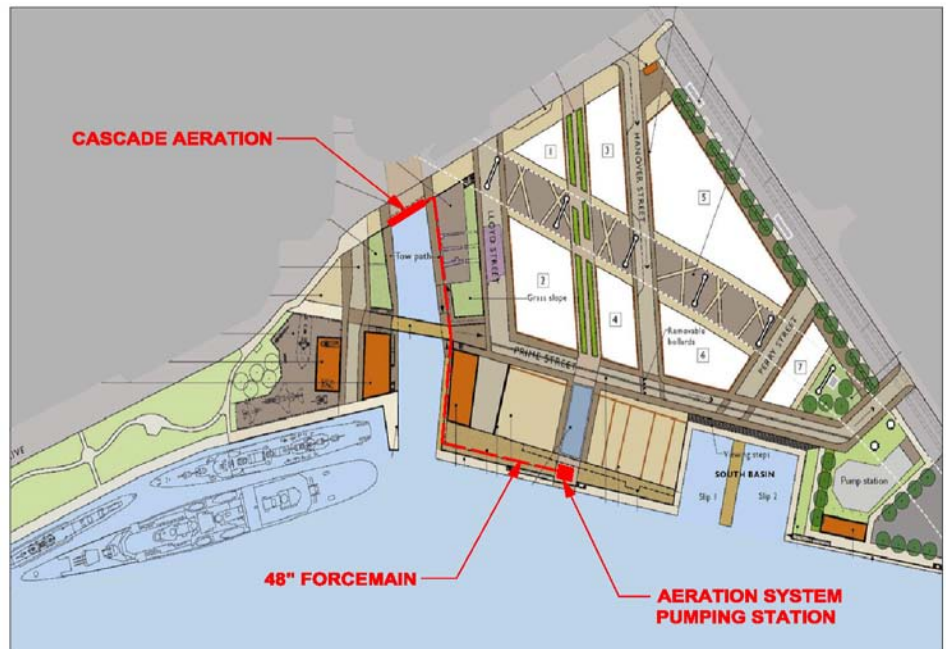 CASCADE AERATION
Tow path
LLOYD STREET
HANOVER STREET
1
3
5
2
Grass slope
4
Removable
bollards
6
PRIME STREET
PERRY STREET
7
Viewing steps
SOUTH BASIN
Slip 1
Slip 2
Pump station
48" FORCEMAIN
AERATION SYSTEM
PUMPING STATION